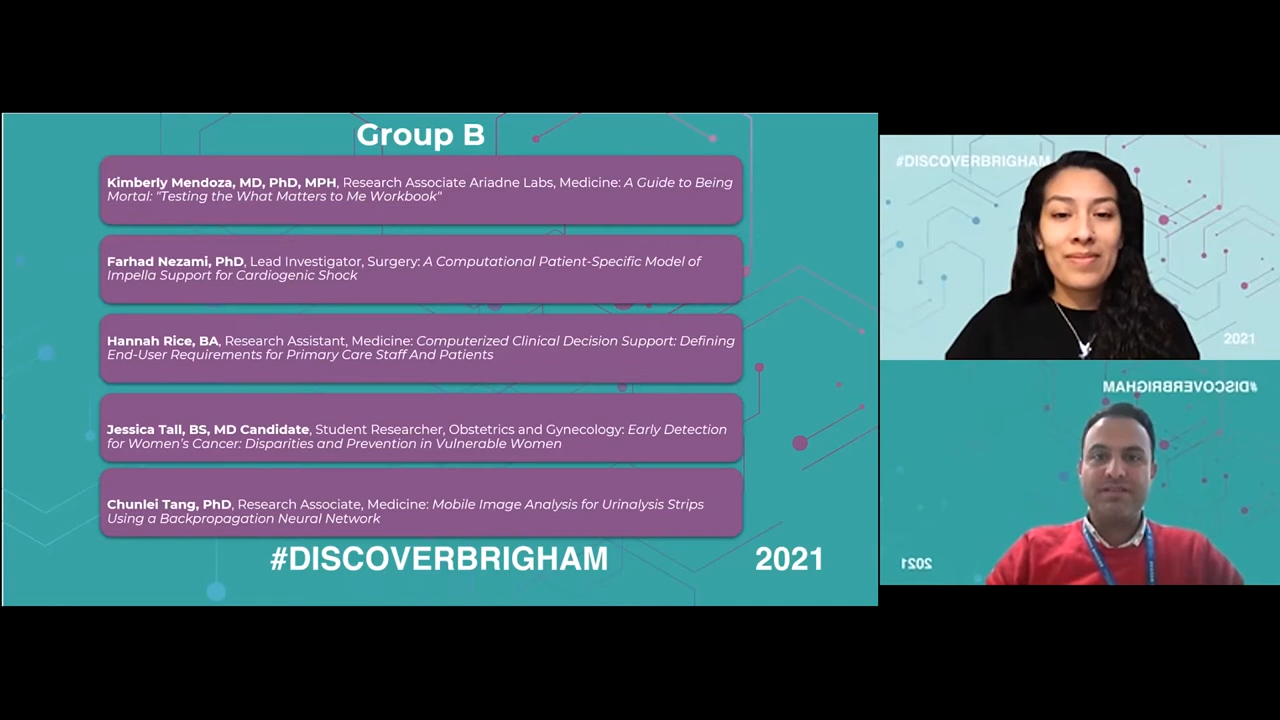 Group B
Kimberly Mendoza, MD, PhD, MPH, Research Associate Ariadne Labs, Medicine: A Guide to Being
Mortal: "Testing the What Matters to Me Workbook"
Farhad Nezami, PhD, Lead Investigator, Surgery: A Computational Patient-Specific Model of
Impella Support for Cardiogenic Shock
Hannah Rice, BA, Research Assistant, Medicine: Computerized Clinical Decision Support: Defining
End-User Requirements for Primary Care Staff And Patients
Jessica Tall, BS, MD Candidate, Student Researcher, Obstetrics and Gynecology: Early Detection
for Women's Cancer: Disparities and Prevention in Vulnerable Women
Chunlei Tang, PhD, Research Associate, Medicine: Mobile Image Analysis for Urinalysis Strips
Using a Backpropagation Neural Network
#DISCOVERBRIGHAM 2021
#DISCOVERBRIGHAM
2021
#DISCOVERBRIGHAM
2021